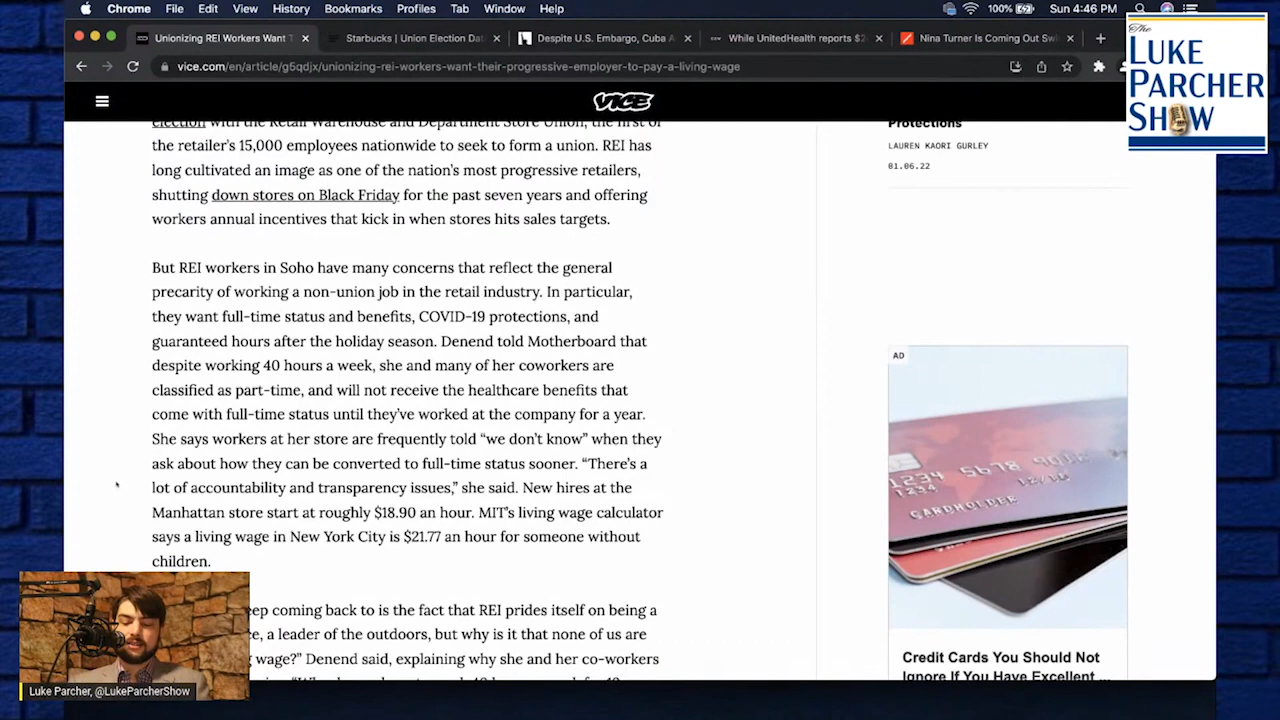 Chrome File Edit View History Bookmarks Profiles Tab Window Help 100% Sun 4:46 PM
Unionizing REI Workers Want T
Starbucks | Union Election Dat
Despite U.S. Embargo, Cuba A
While UnitedHealth reports $2
Nina Turner Is Coming Out Sw
vice.com/en/article/g5qdjx/unionizing-rei-workers-want-their-progressive-employer-to-pay-a-living-wage
The
LUKE
PARCHER
SHOW
VICE
election with the Retail Warehouse and Department Store Union, the first of
the retailer's 15,000 employees nationwide to seek to form a union. REI has
long cultivated an image as one of the nation's most progressive retailers,
shutting down stores on Black Friday for the past seven years and offering
workers annual incentives that kick in when stores hits sales targets.
But REI workers in Soho have many concerns that reflect the general
precarity of working a non-union job in the retail industry. In particular,
they want full-time status and benefits, COVID-19 protections, and
guaranteed hours after the holiday season. Denend told Motherboard that
despite working 40 hours a week, she and many of her coworkers are
classified as part-time, and will not receive the healthcare benefits that
come with full-time status until they've worked at the company for a year.
She says workers at her store are frequently told “we don't know” when they
ask about how they can be converted to full-time status sooner. “There's a
lot of accountability and transparency issues,” she said. New hires at the
Manhattan store start at roughly $18.90 an hour. MIT's living wage calculator
says a living wage in New York City is $21.77 an hour for someone without
children.
eep coming back to is the fact that REI prides itself on being a
a leader of the outdoors, but why is it that none of us are
wage?” Denend said, explaining why she and her co-workers
Protections
LAUREN KAORI GURLEY
01.06.22
AD
1234 5678
1234
CARDHOLDER
Credit Cards You Should Not
Ignore If You Have Excellent ...
Luke Parcher, @LukeParcherShow